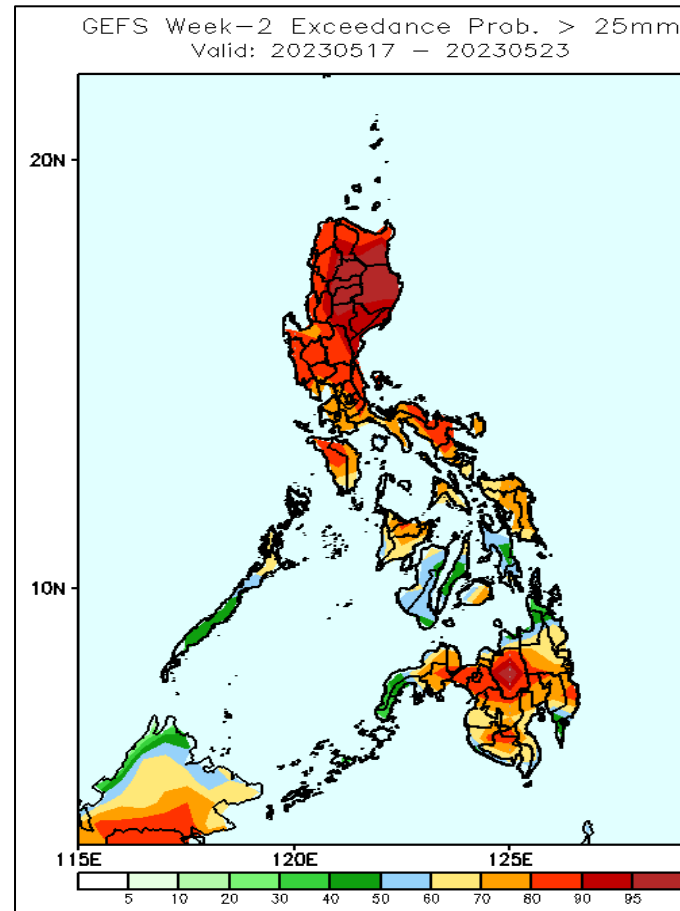 GEFS Week-2 Exceedance Prob. > 25mm
Valid: 20230517 - 20230523
20N
10N
115E 120E 125E
5 10 20 30 40 50 60 70 80 90 95